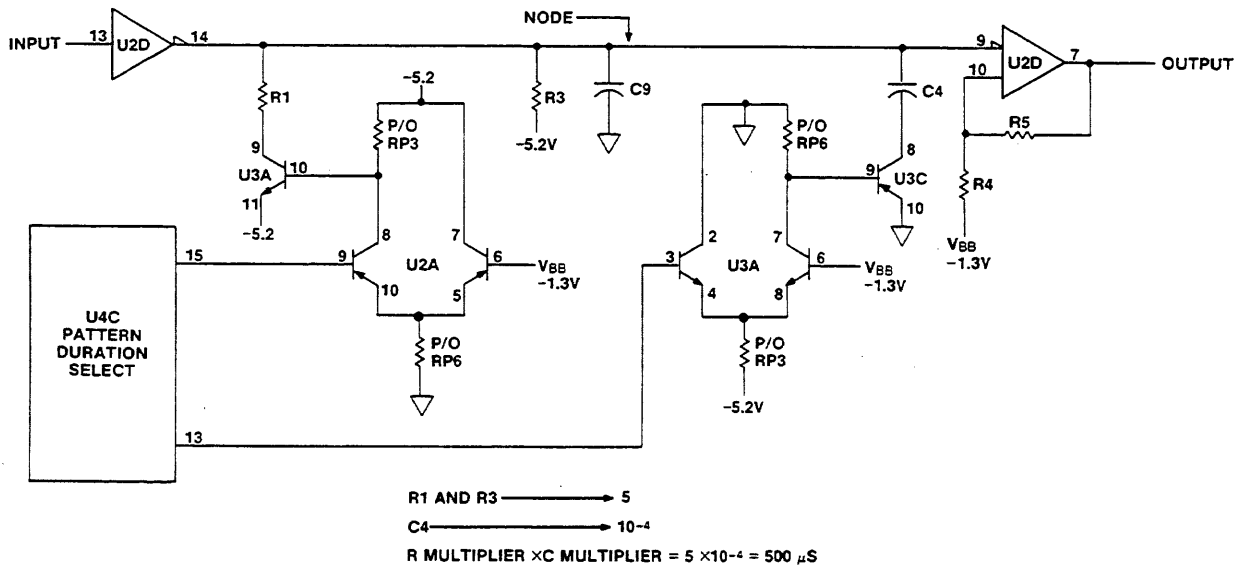 NODE
INPUT 13 U2D 14
9 U2D 7 OUTPUT
10
R1
-5.2
P/O
RP3
R3
-5.2V
C9
C4
P/O
RP6
R5
R4
VBB
-1.3V
9
U3A 10
11
-5.2
8
9 U3C
10
U4C
PATTERN
DURATION
SELECT
15
13
8 7
9 U2A 6 VBB
-1.3V
10 5
P/O
RP6
2 7
3 U3A 6 VBB
-1.3V
4 8
P/O
RP3
-5.2V
R1 AND R3 → 5
C4 → 10⁻⁴
R MULTIPLIER ×C MULTIPLIER = 5 ×10⁻⁴ = 500 µS